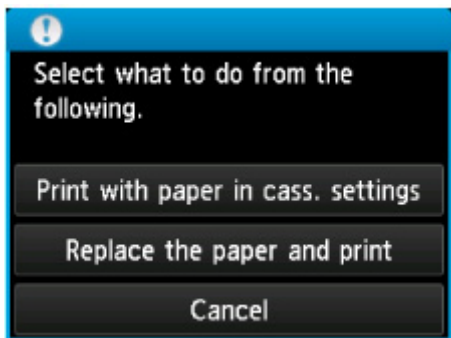 Select what to do from the
following.
Print with paper in cass. settings
Replace the paper and print
Cancel